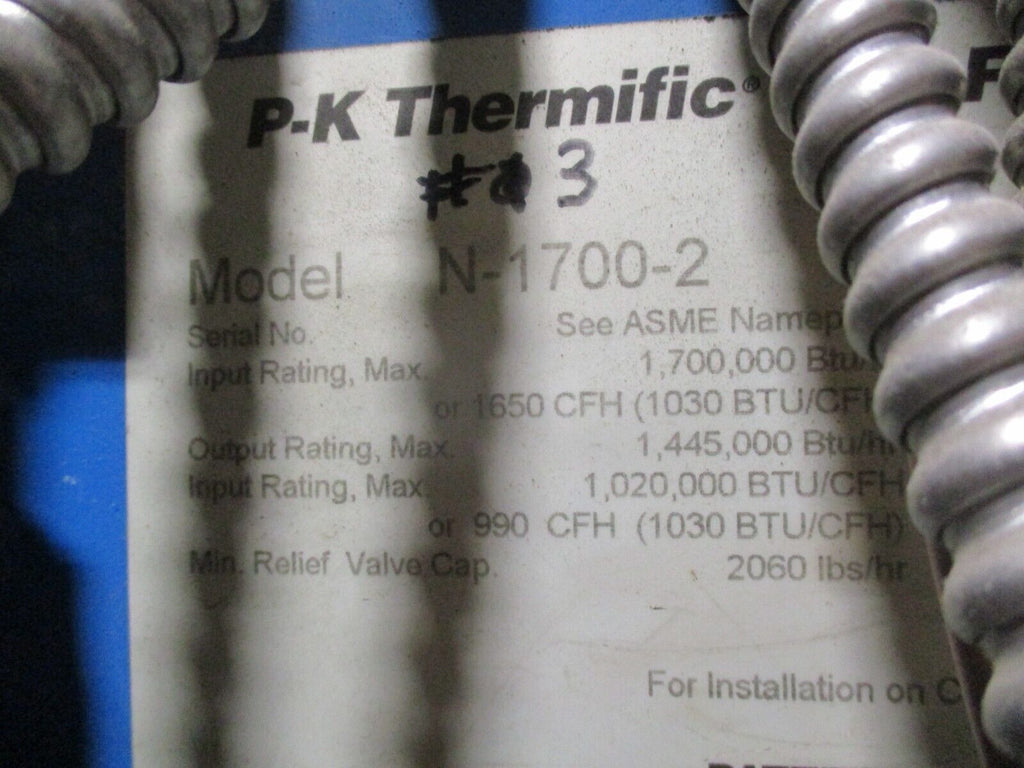 P-K Thermific®
# 3
Model N-1700-2
Serial No. See ASME Namep
Input Rating, Max. 1,700,000 Btu/
or 1650 CFH (1030 BTU/CFH
Output Rating, Max. 1,445,000 Btu/hr
Input Rating, Max. 1,020,000 BTU/CFH
or 990 CFH (1030 BTU/CFH)
Min. Relief Valve Cap. 2060 lbs/hr
For Installation on C